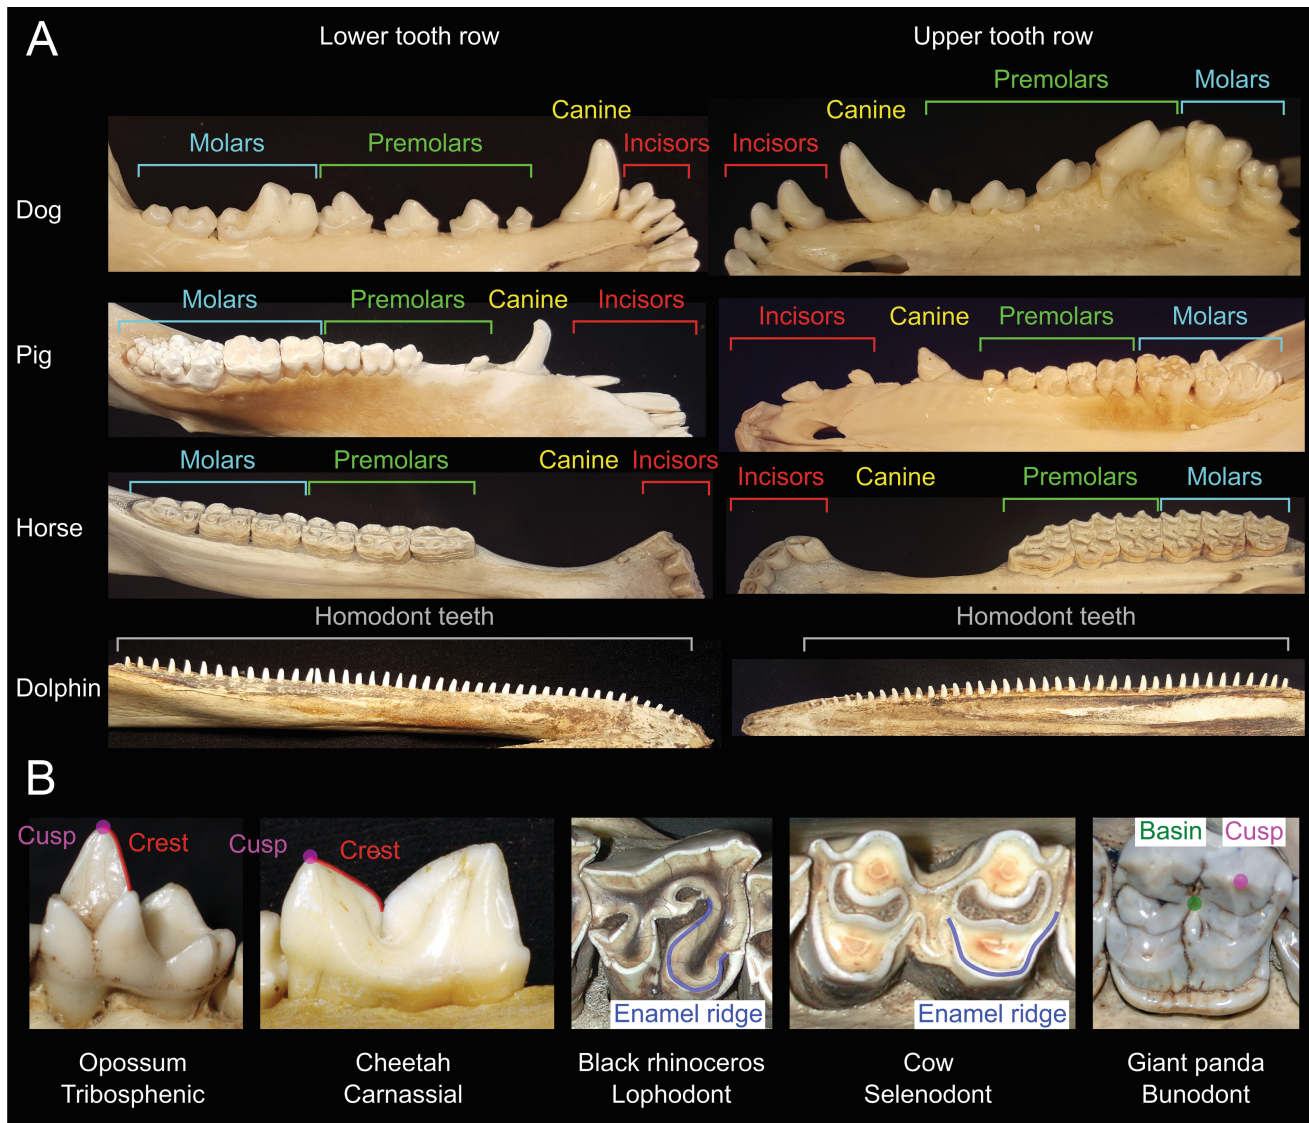 A
Lower tooth row
Upper tooth row
Premolars
Molars
Canine
Canine
Molars
Premolars
Incisors
Incisors
Dog
Molars
Premolars
Canine
Incisors
Incisors
Canine
Premolars
Molars
Pig
Molars
Premolars
Canine
Incisors
Incisors
Canine
Premolars
Molars
Horse
Homodont teeth
Homodont teeth
Dolphin
B
Cusp
Crest
Cusp
Crest
Enamel ridge
Enamel ridge
Basin
Cusp
Opossum
Tribosphenic
Cheetah
Carnassial
Black rhinoceros
Lophodont
Cow
Selenodont
Giant panda
Bunodont